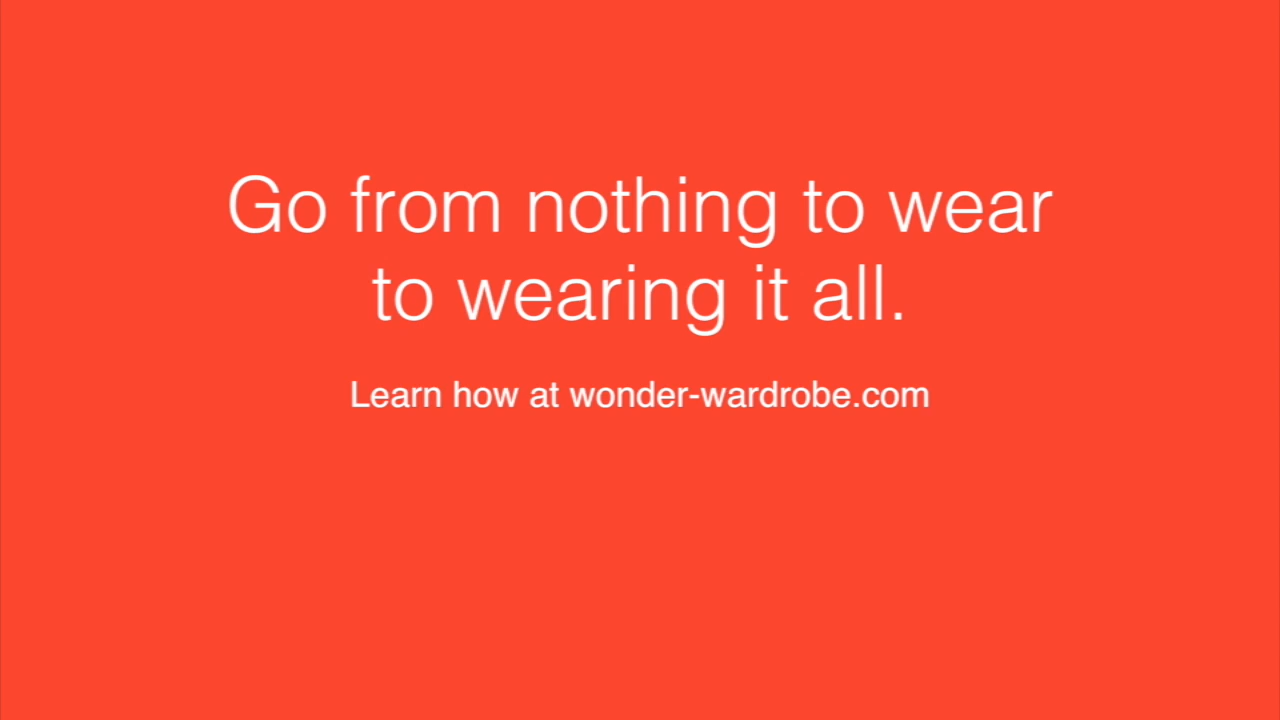 Go from nothing to wear
to wearing it all.
Learn how at wonder-wardrobe.com